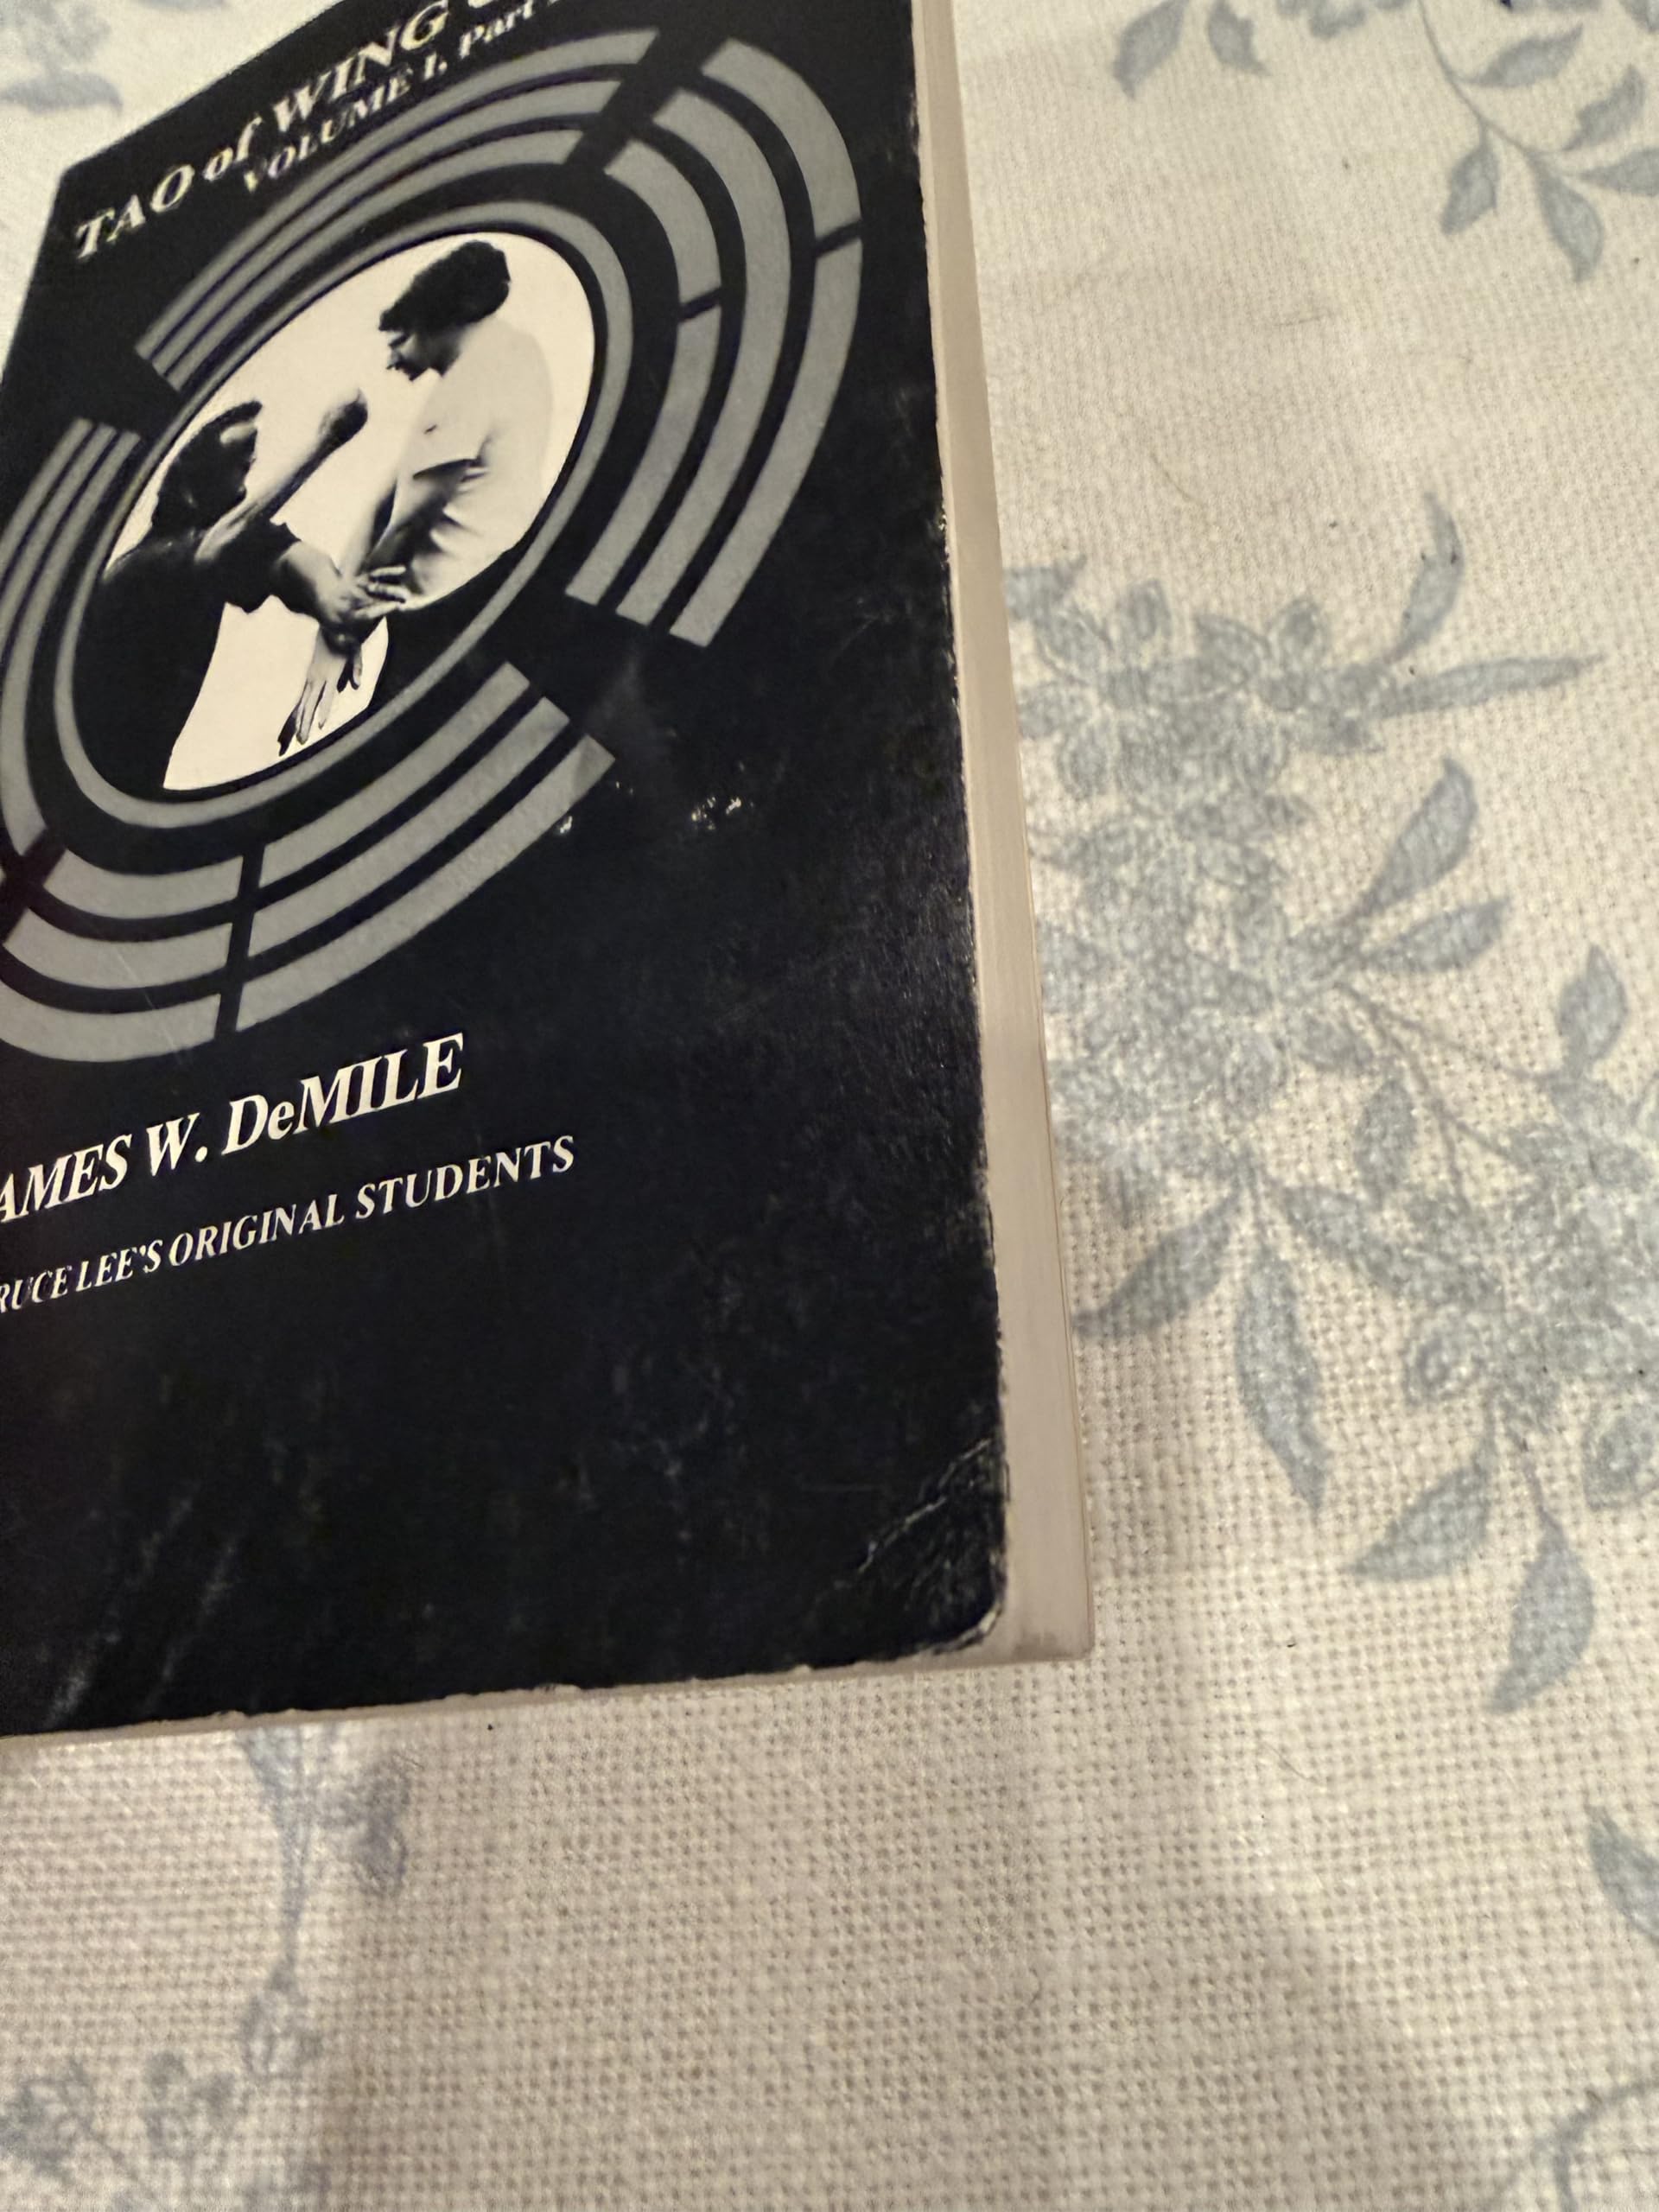 TAO of WING
VOLUME I, Part
AMES W. DeMILE
RUCE LEE'S ORIGINAL STUDENTS